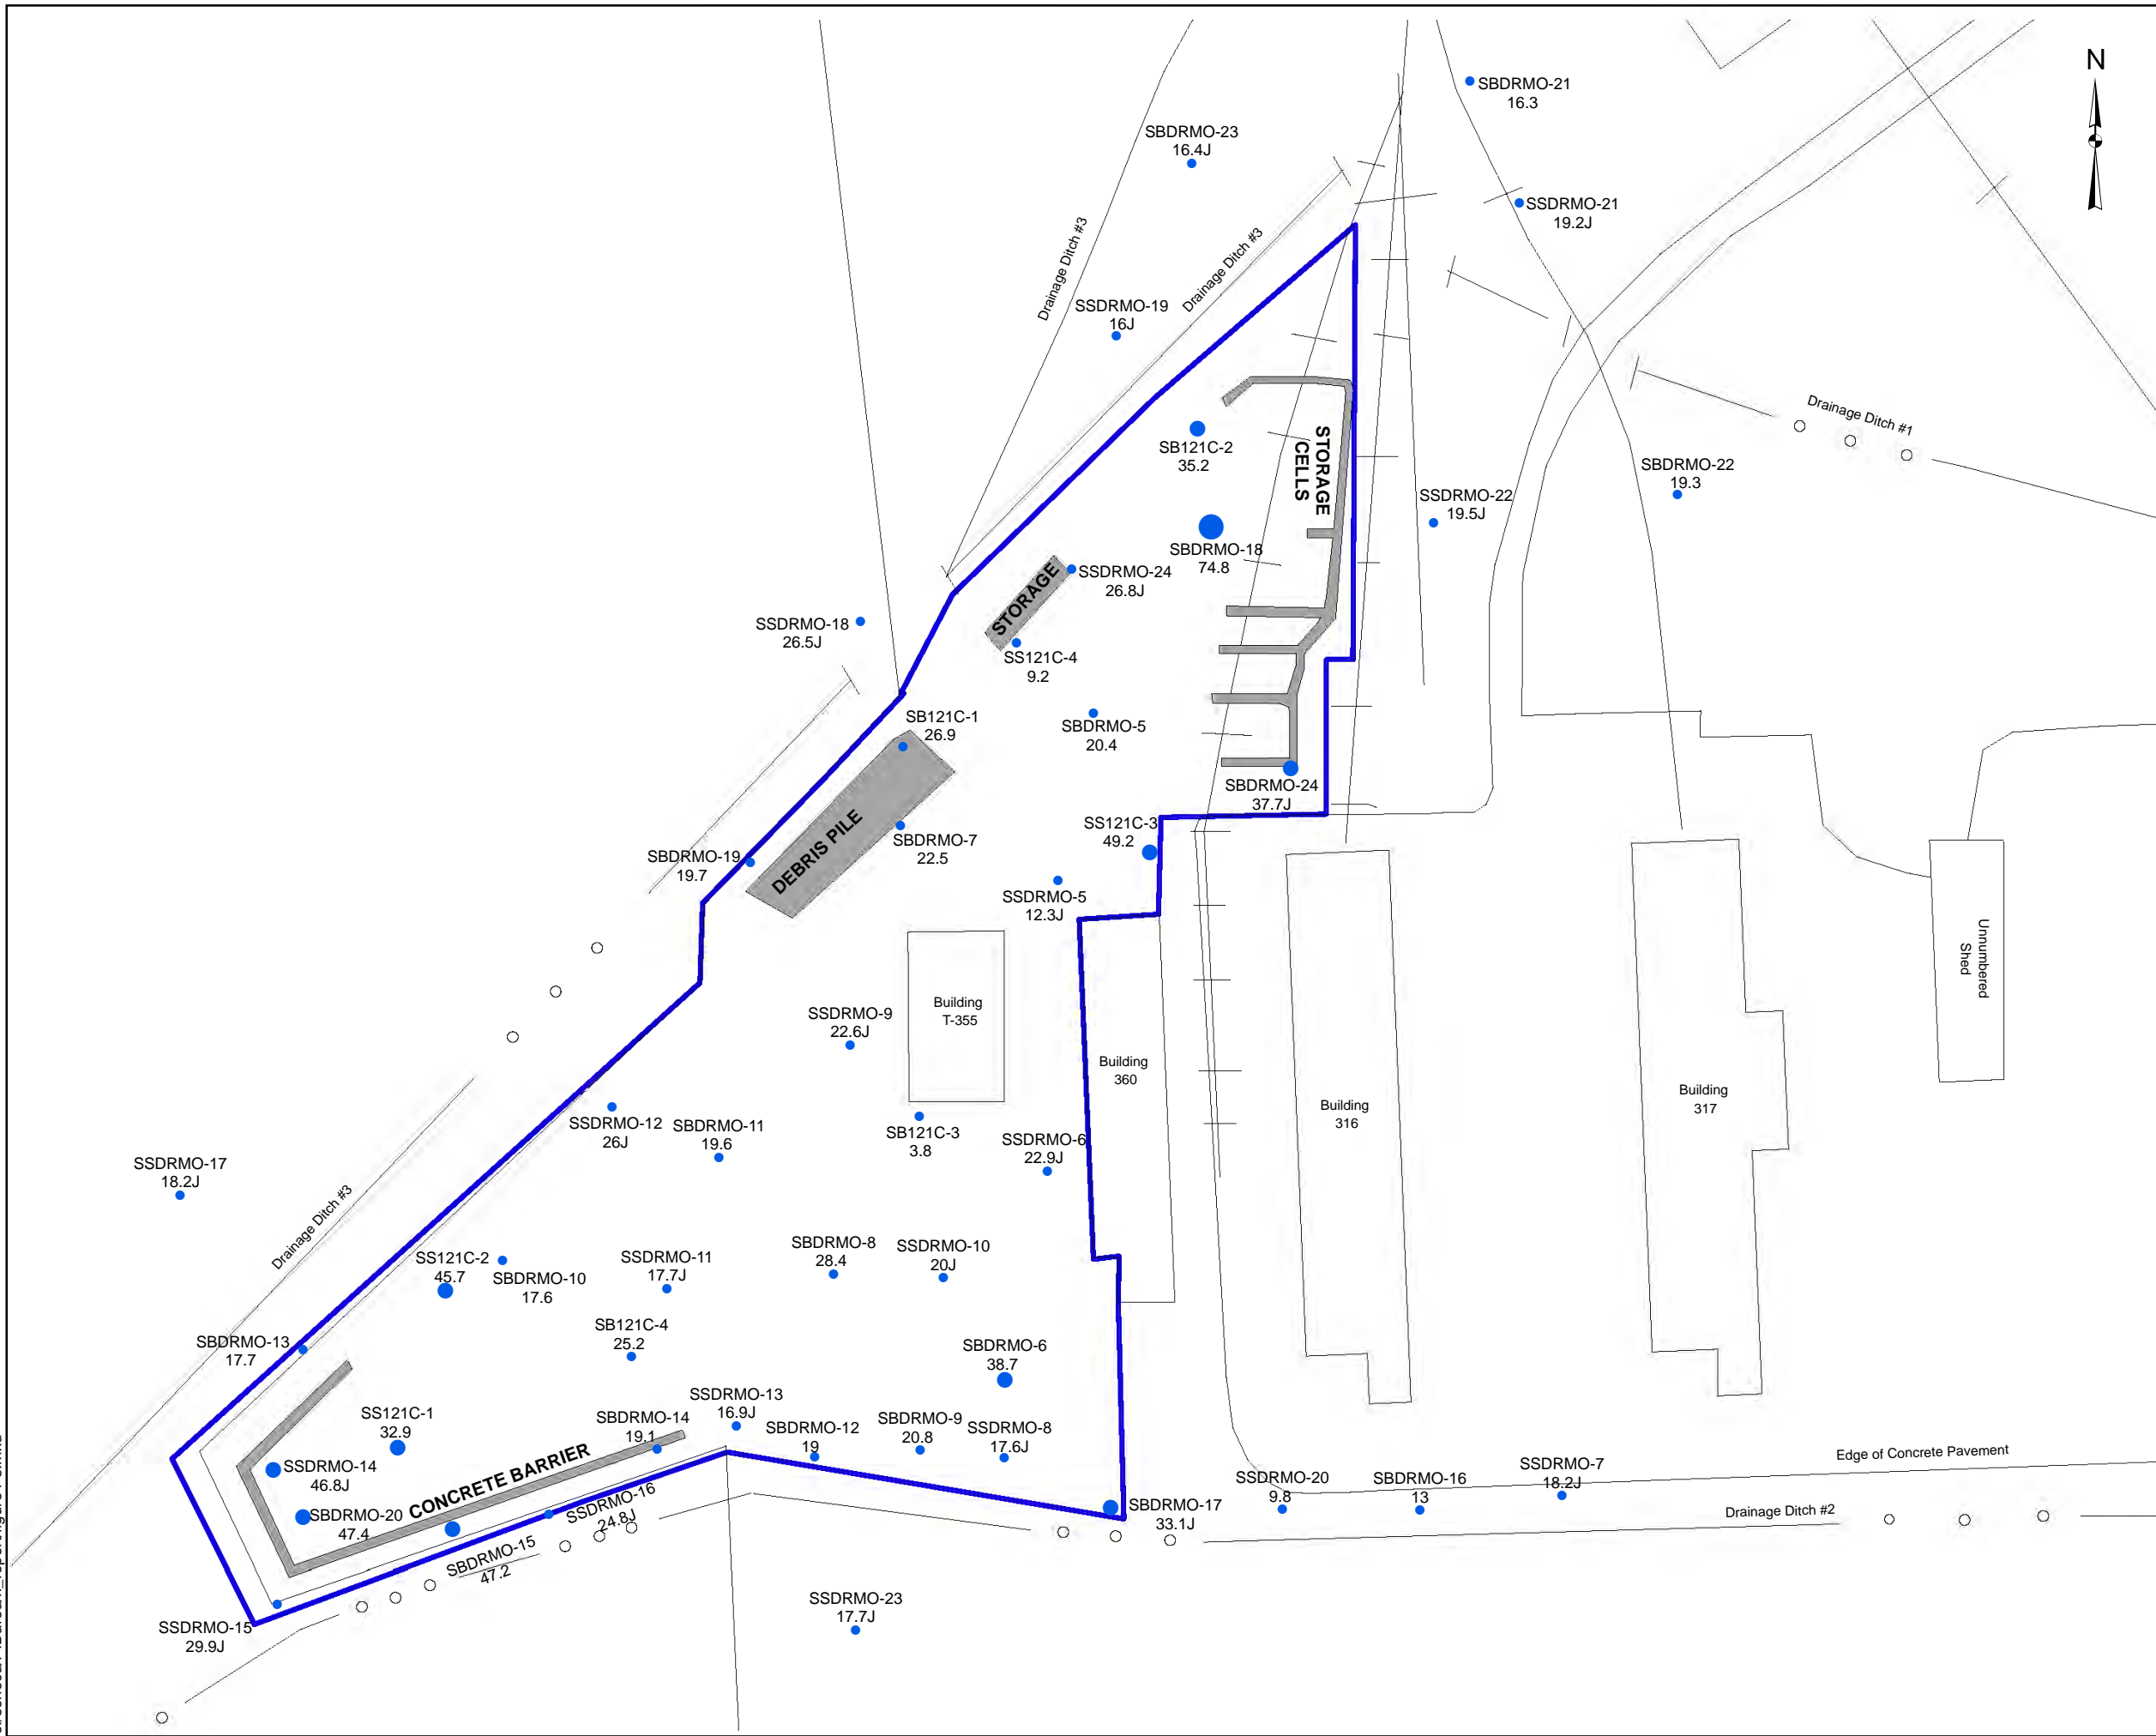 N
SBDRMO-21
16.3
SBDRMO-23
16.4J
SSDRMO-21
19.2J
Drainage Ditch #3
Drainage Ditch #3
SSDRMO-19
16J
Drainage Ditch #1
SB121C-2
35.2
STORAGE
CELLS
SBDRMO-22
19.3
SSDRMO-22
19.5J
SBDRMO-18
74.8
STORAGE
SSDRMO-24
26.8J
SSDRMO-18
26.5J
SS121C-4
9.2
SB121C-1
26.9
SBDRMO-5
20.4
SBDRMO-24
37.7J
SS121C-3
49.2
DEBRIS PILE
SBDRMO-7
22.5
SBDRMO-19
19.7
SSDRMO-5
12.3J
Unnumbered
Shed
Building
T-355
SSDRMO-9
22.6J
Building
360
Building
316
Building
317
SSDRMO-12
26J
SBDRMO-11
19.6
SB121C-3
3.8
SSDRMO-6
22.9J
SSDRMO-17
18.2J
Drainage Ditch #3
SS121C-2
45.7
SBDRMO-10
17.6
SSDRMO-11
17.7J
SBDRMO-8
28.4
SSDRMO-10
20J
SBDRMO-13
17.7
SB121C-4
25.2
SBDRMO-6
38.7
SS121C-1
32.9
SBDRMO-14
19.1
SSDRMO-13
16.9J
SBDRMO-12
19
SBDRMO-9
20.8
SSDRMO-8
17.6J
Edge of Concrete Pavement
SSDRMO-14
46.8J
CONCRETE BARRIER
SSDRMO-20
9.8
SBDRMO-16
13
SSDRMO-7
18.2J
SBDRMO-20
47.4
SSDRMO-16
24.8J
SBDRMO-17
33.1J
Drainage Ditch #2
SBDRMO-15
47.2
SSDRMO-15
29.9J
SSDRMO-23
17.7J